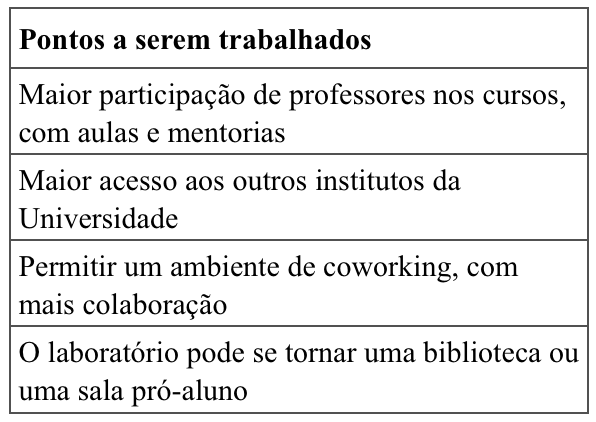 Pontos a serem trabalhados
Maior participação de professores nos cursos,
com aulas e mentorias
Maior acesso aos outros institutos da
Universidade
Permitir um ambiente de coworking, com
mais colaboração
O laboratório pode se tornar uma biblioteca ou
uma sala pró-aluno